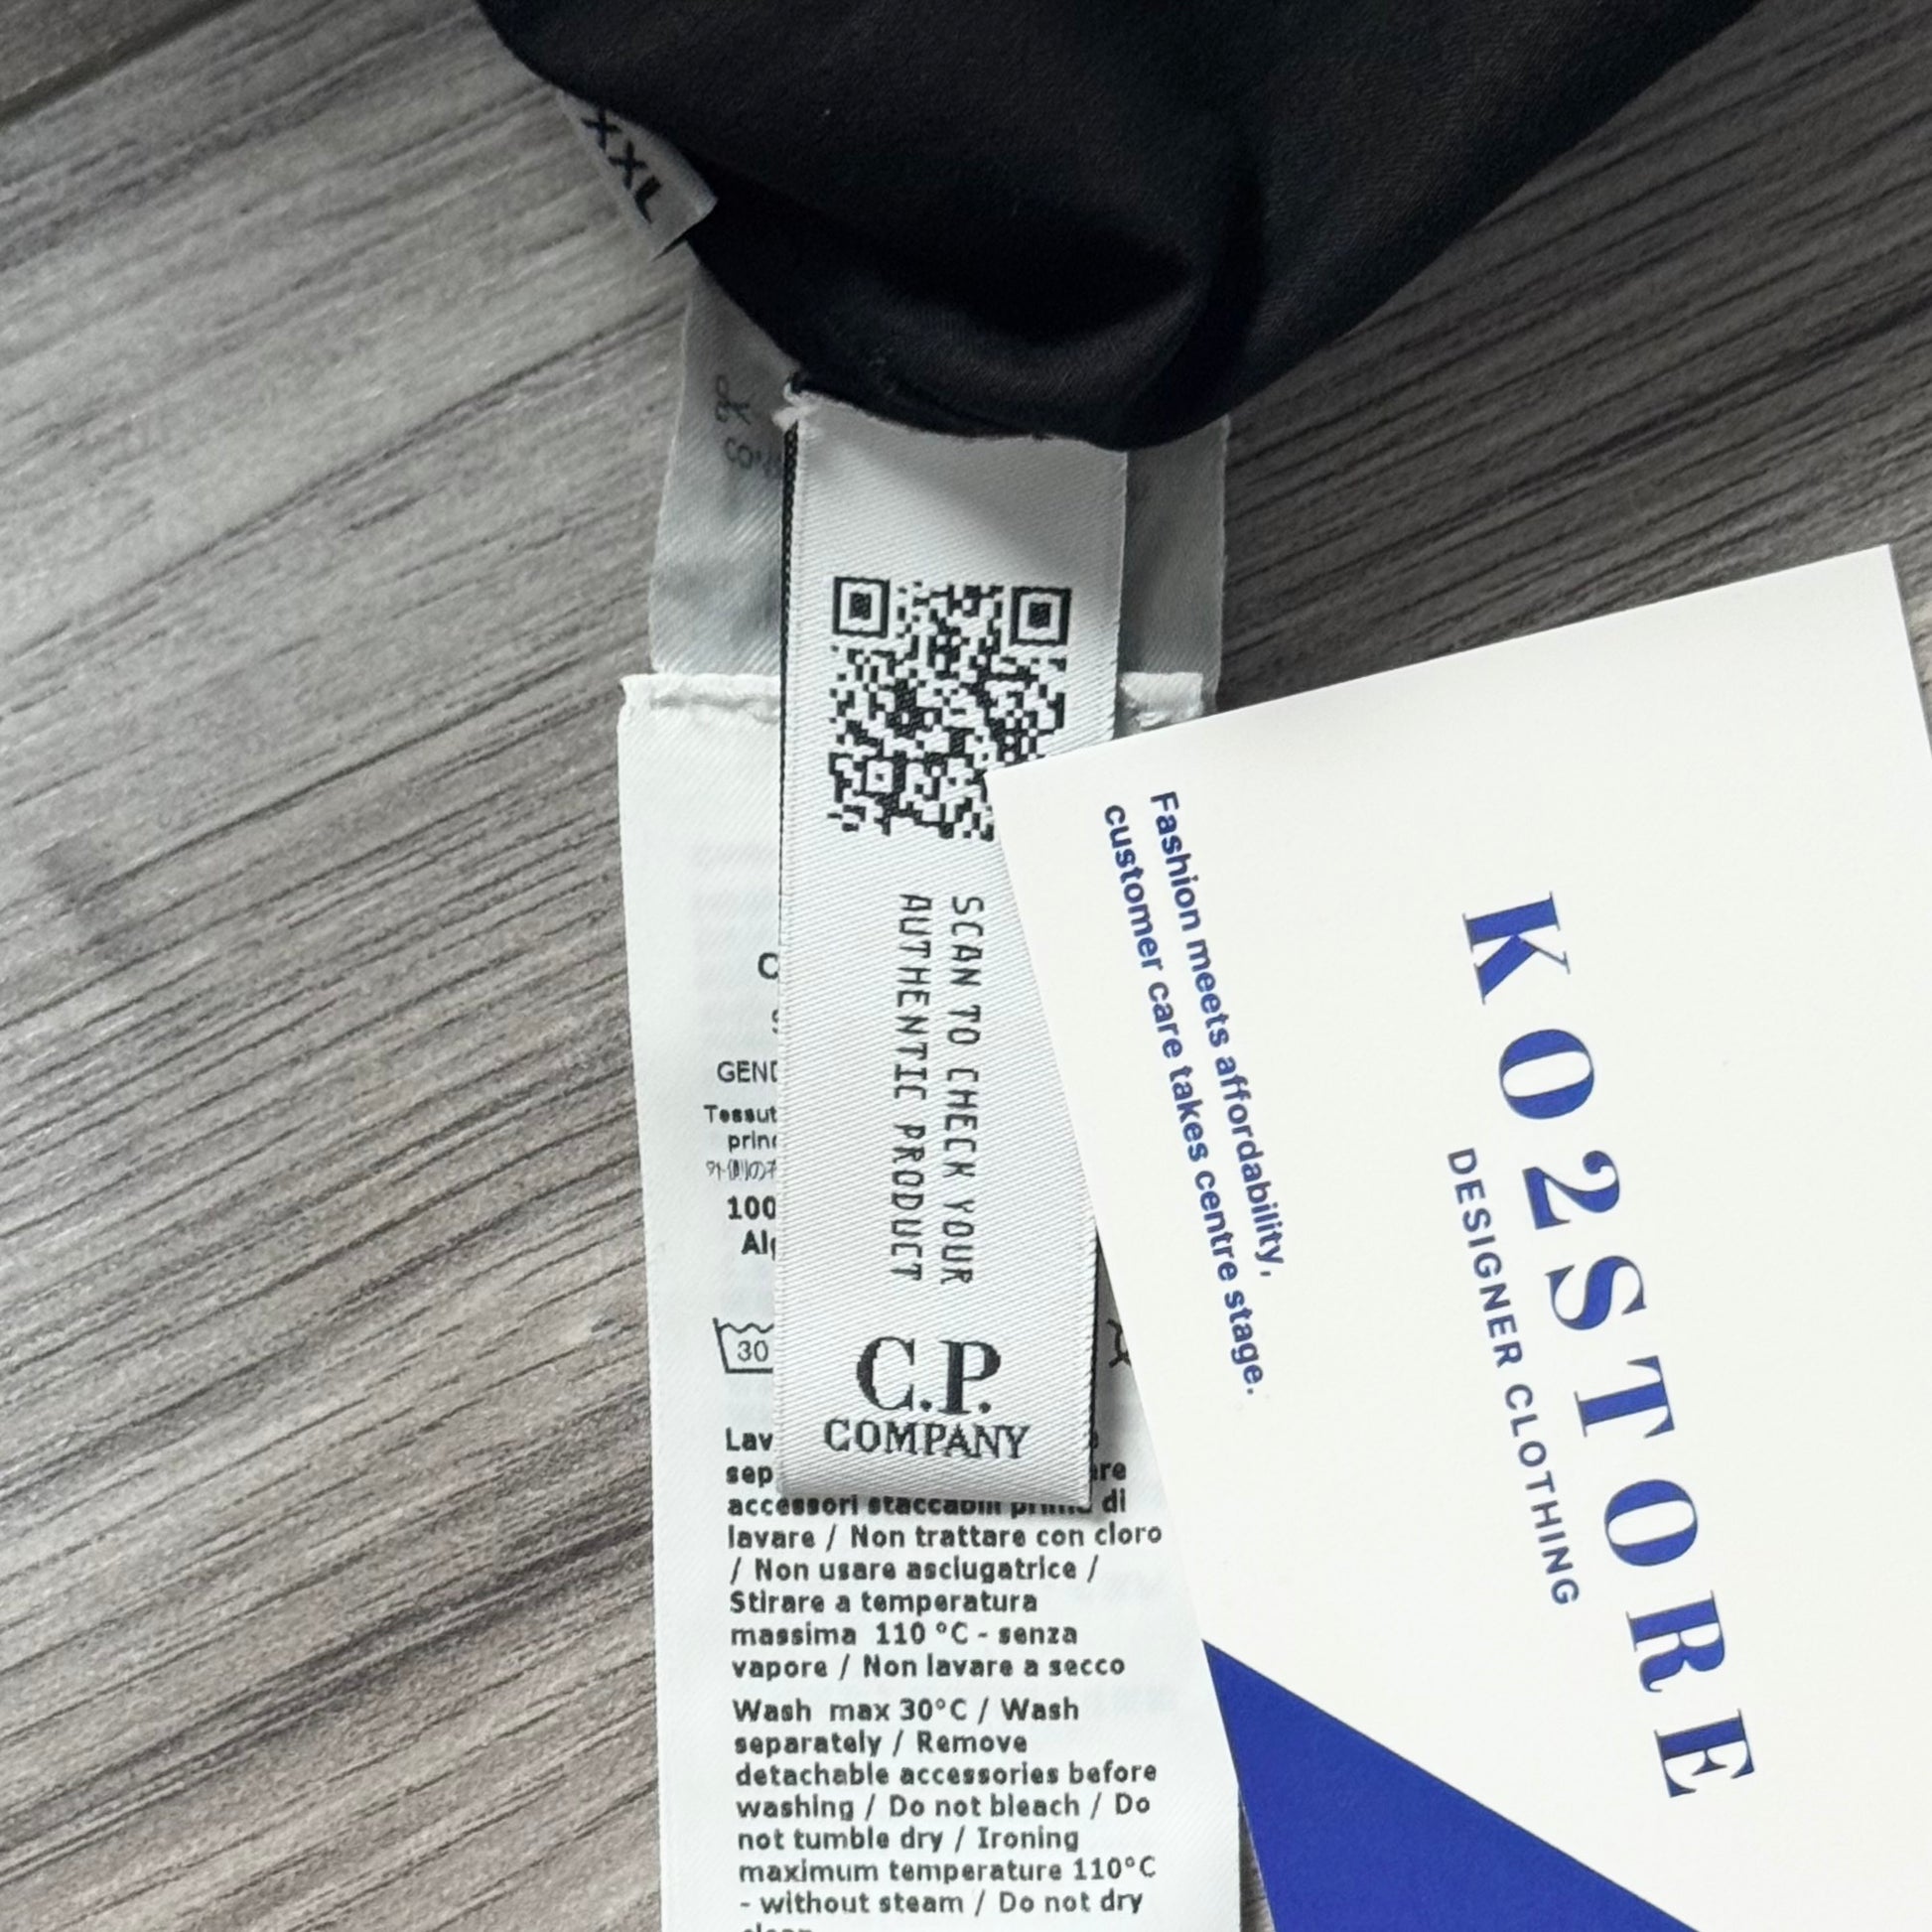 XXL
SCAN TO CHECK YOUR
AUTHENTIC PRODUCT
C.P.
COMPANY
GEND
Tessut
princ
100
30
Lav
sep
accessori staccabili prima di
lavare / Non trattare con cloro
/ Non usare asciugatrice /
Stirare a temperatura
massima 110 °C - senza
vapore / Non lavare a secco
Wash max 30°C / Wash
separately / Remove
detachable accessories before
washing / Do not bleach / Do
not tumble dry / Ironing
maximum temperature 110°C
- without steam / Do not dry
KO2STORE
DESIGNER CLOTHING
Fashion meets affordability,
customer care takes centre stage.